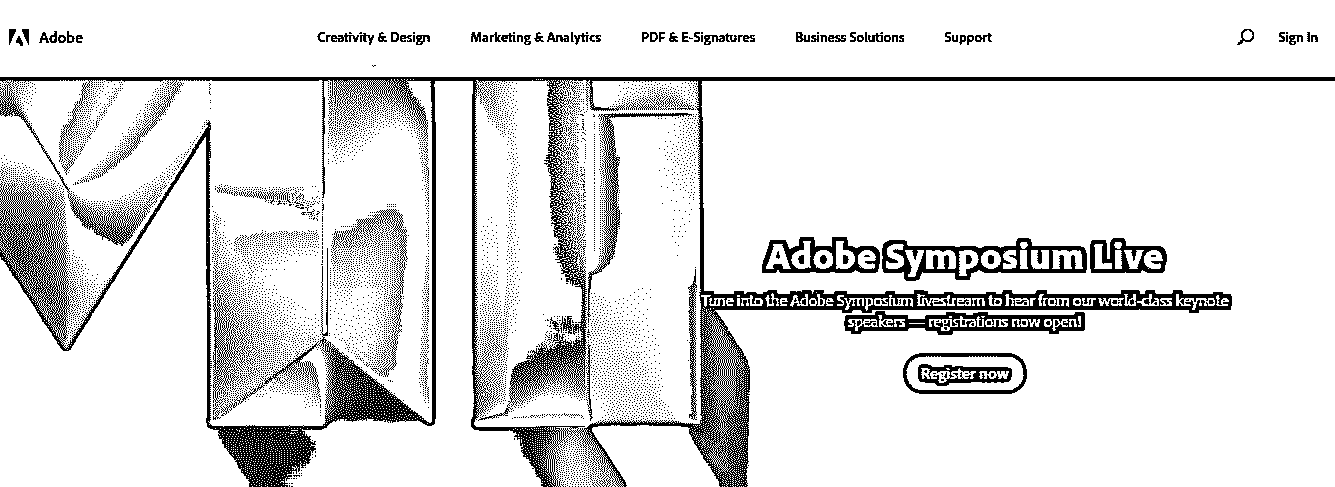 Adobe
Creativity & Design
Marketing & Analytics
PDF & E-Signatures
Business Solutions
Support
Sign In
Adobe Symposium Live
Tune into the Adobe Symposium livestream to hear from our world-class keynote
speakers — registrations now open!
Register now